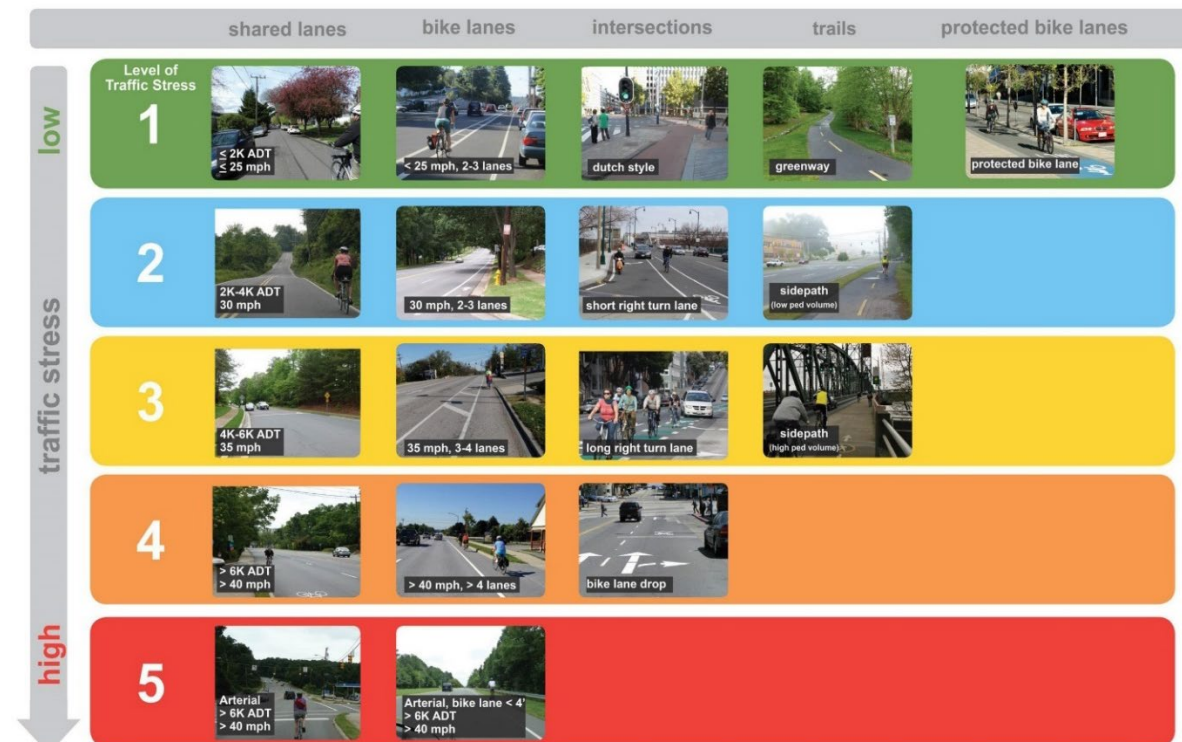 shared lanes
bike lanes
intersections
trails
protected bike lanes
low
traffic stress
high
Level of
Traffic Stress
1
≤ 2K ADT
≤ 25 mph
< 25 mph, 2-3 lanes
dutch style
greenway
protected bike lane
2
2K-4K ADT
30 mph
30 mph, 2-3 lanes
short right turn lane
sidepath
(low ped volume)
3
4K-6K ADT
35 mph
35 mph, 3-4 lanes
long right turn lane
sidepath
(high ped volume)
4
> 6K ADT
> 40 mph
> 40 mph, > 4 lanes
bike lane drop
5
Arterial
> 6K ADT
> 40 mph
Arterial, bike lane < 4'
> 6K ADT
> 40 mph